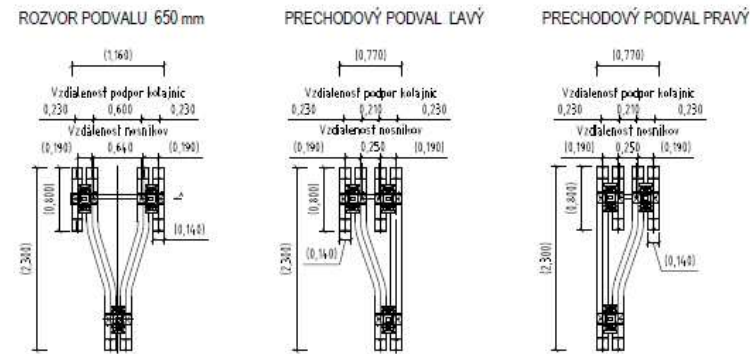 ROZVOR PODVALU 650 mm
(1,160)
Vzdialenosť podpor koľajnic
0,230 0,600 0,230
Vzdálenost nosníkov
(0,190) 0,640 (0,190)
(0,800)
(0,140)
(2,300)
PRECHODOVÝ PODVAL ĽAVÝ
(0,770)
Vzdialenosť podpor koľajnic
0,230 0,210 0,230
Vzdialenosť nosníkov
(0,190) 0,250 (0,190)
(0,800)
(0,140)
(2,300)
PRECHODOVÝ PODVAL PRAVÝ
(0,770)
Vzdialenosť podpor koľajnic
0,230 0,210 0,230
Vzdialenosť nosníkov
(0,190) 0,250 (0,190)
(0,800)
(0,140)
(2,300)